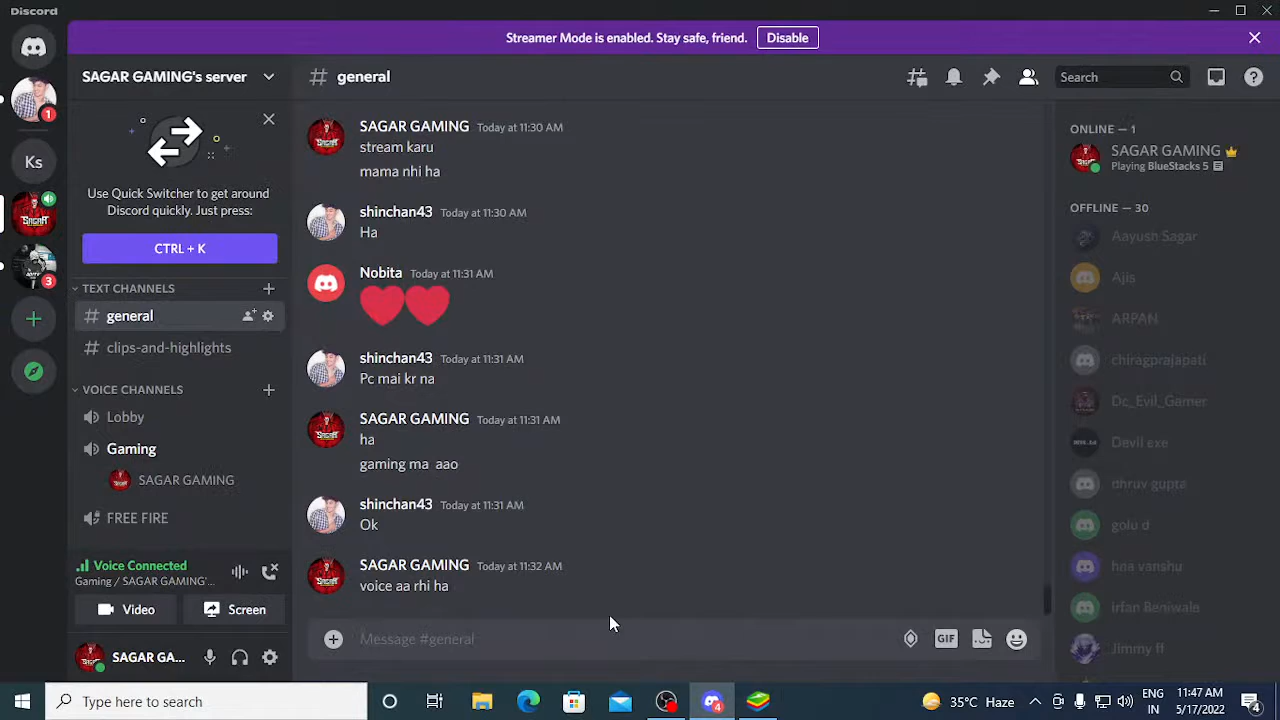 Discord
Streamer Mode is enabled. Stay safe, friend.
Disable
SAGAR GAMING's server
general
Search
1
Ks
3
Use Quick Switcher to get around
Discord quickly. Just press:
CTRL + K
TEXT CHANNELS
general
clips-and-highlights
VOICE CHANNELS
Lobby
Gaming
SAGAR GAMING
FREE FIRE
Voice Connected
Gaming / SAGAR GAMING'...
Video
Screen
SAGAR GA...
SAGAR GAMING Today at 11:30 AM
stream karu
mama nhi ha
shinchan43 Today at 11:30 AM
Ha
Nobita Today at 11:31 AM
shinchan43 Today at 11:31 AM
Pc mai kr na
SAGAR GAMING Today at 11:31 AM
ha
gaming ma aao
shinchan43 Today at 11:31 AM
Ok
SAGAR GAMING Today at 11:32 AM
voice aa rhi ha
Message #general
GIF
ONLINE — 1
SAGAR GAMING
Playing BlueStacks 5
OFFLINE — 30
Aayush Sagar
Ajis
ARPAN
chiragprajapati
Dc_Evil_Gamer
Devil exe
dhruv gupta
golu d
hna vanshu
irfan Beniwale
Jimmy ff
Type here to search
4
35°C Haze
ENG
IN
11:47 AM
5/17/2022
4